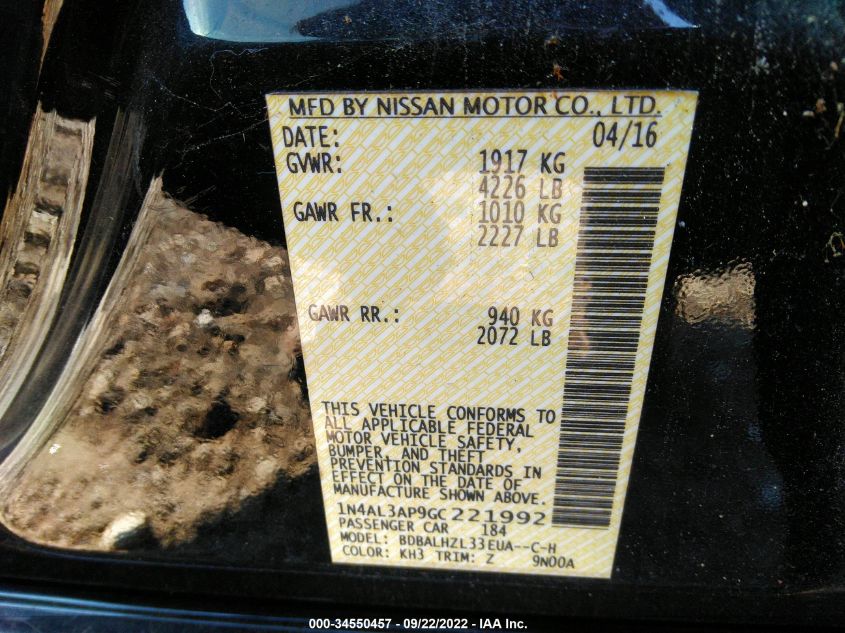 MFD BY NISSAN MOTOR CO., LTD.
DATE: 04/16
GVWR: 1917 KG
4226 LB
GAWR FR.: 1010 KG
2227 LB
GAWR RR.: 940 KG
2072 LB
THIS VEHICLE CONFORMS TO
ALL APPLICABLE FEDERAL
MOTOR VEHICLE SAFETY,
BUMPER, AND THEFT
PREVENTION STANDARDS IN
EFFECT ON THE DATE OF
MANUFACTURE SHOWN ABOVE.
1N4AL3AP9GC221992
PASSENGER CAR 184
MODEL: BDBALHZL33EUA--C-H
COLOR: KH3 TRIM: Z 9N00A
000-34550457 - 09/22/2022 - IAA Inc.